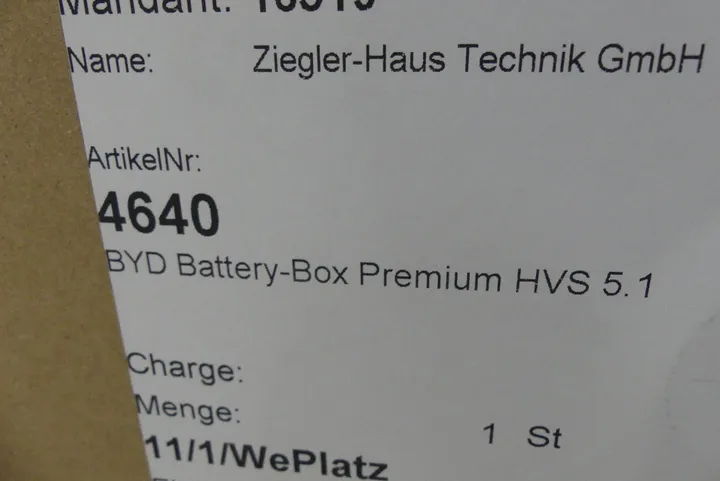 Mandant:
Name: Ziegler-Haus Technik GmbH
ArtikelNr:
4640
BYD Battery-Box Premium HVS 5.1
Charge:
Menge: 1 St
11/1/WePlatz